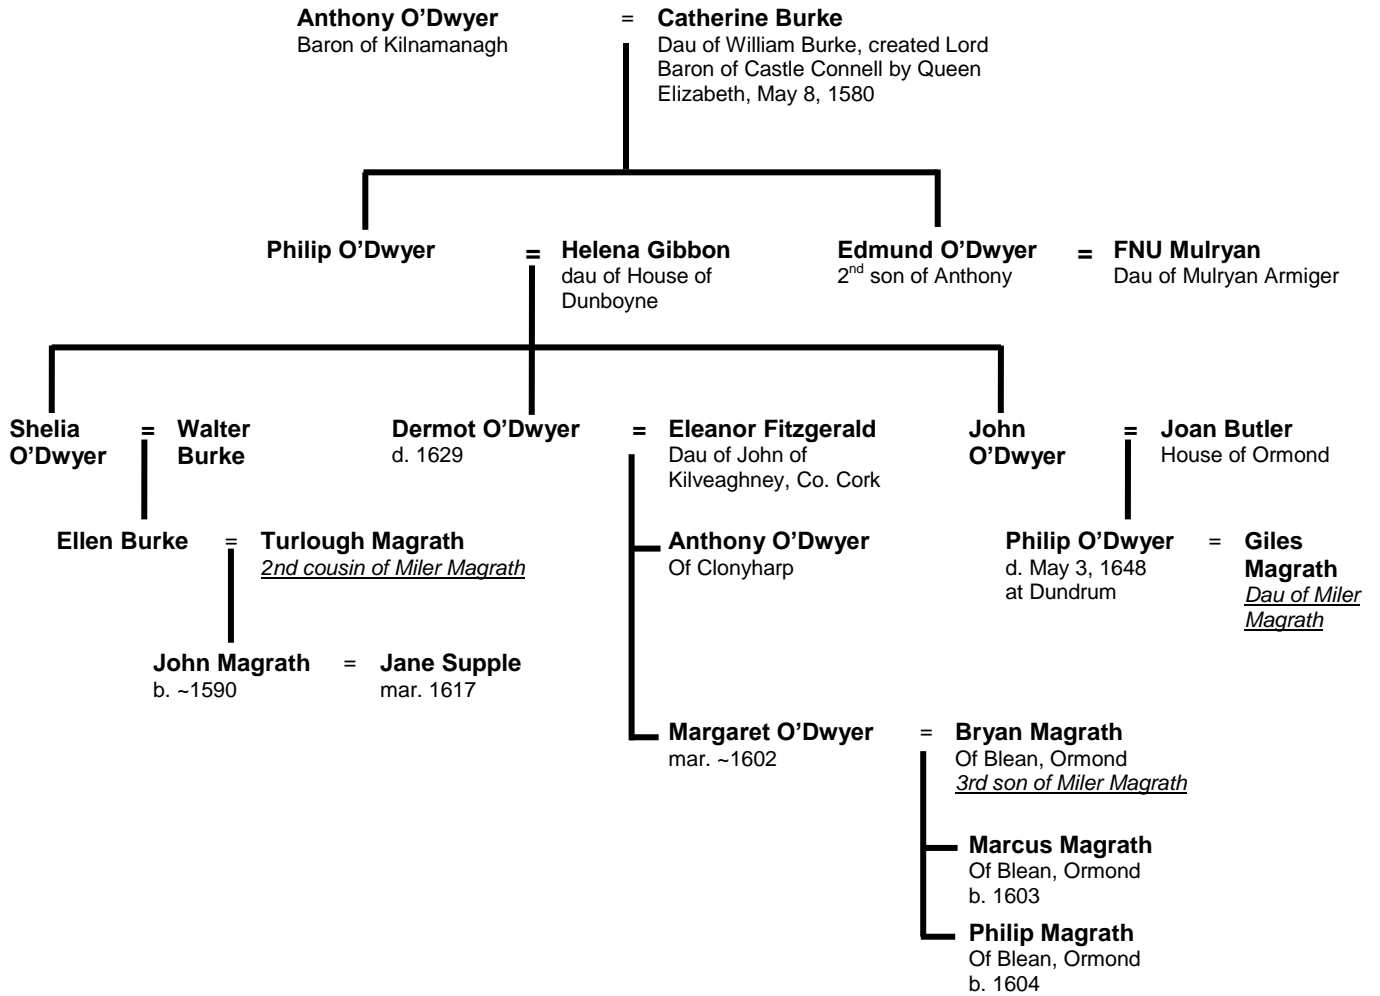 Anthony O'Dwyer = Catherine Burke
Baron of Kilnamanagh
Dau of William Burke, created Lord
Baron of Castle Connell by Queen
Elizabeth, May 8, 1580
Philip O'Dwyer = Helena Gibbon
dau of House of
Dunboyne
Edmund O'Dwyer = FNU Mulryan
2nd son of Anthony
Dau of Mulryan Armiger
Shelia
O'Dwyer
=
Walter
Burke
Dermot O'Dwyer = Eleanor Fitzgerald
d. 1629
Dau of John of
Kilveaghney, Co. Cork
John
O'Dwyer
=
Joan Butler
House of Ormond
Ellen Burke = Turlough Magrath
2nd cousin of Miler Magrath
Anthony O'Dwyer
Of Clonyharp
Philip O'Dwyer
d. May 3, 1648
at Dundrum
=
Giles
Magrath
Dau of Miler
Magrath
John Magrath = Jane Supple
b. ~1590
mar. 1617
Margaret O'Dwyer = Bryan Magrath
mar. ~1602
Of Blean, Ormond
3rd son of Miler Magrath
Marcus Magrath
Of Blean, Ormond
b. 1603
Philip Magrath
Of Blean, Ormond
b. 1604